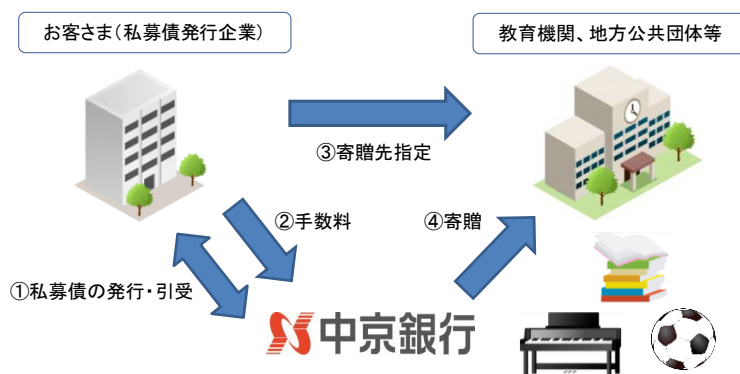 お客さま(私募債発行企業)
教育機関、地方公共団体等
③寄贈先指定
②手数料
④寄贈
①私募債の発行・引受
中京銀行